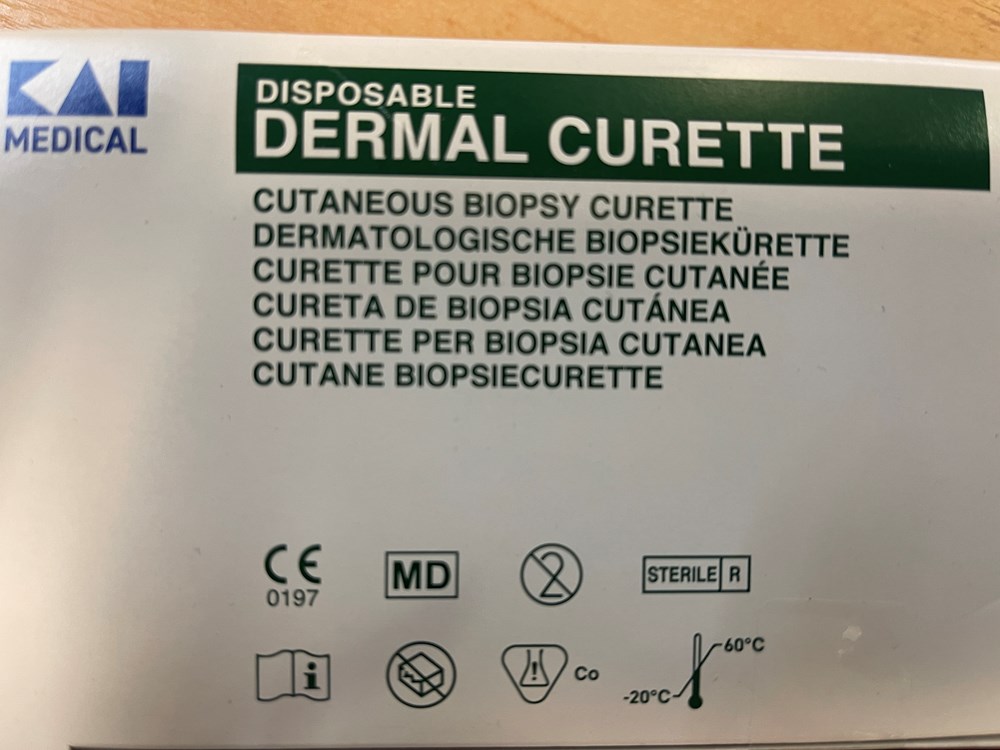 KAI
MEDICAL
DISPOSABLE
DERMAL CURETTE
CUTANEOUS BIOPSY CURETTE
DERMATOLOGISCHE BIOPSIEKÜRETTE
CURETTE POUR BIOPSIE CUTANÉE
CURETA DE BIOPSIA CUTÁNEA
CURETTE PER BIOPSIA CUTANEA
CUTANE BIOPSIECURETTE
CE MD 2 STERILE R
0197
i ! Co -20°C 60°C